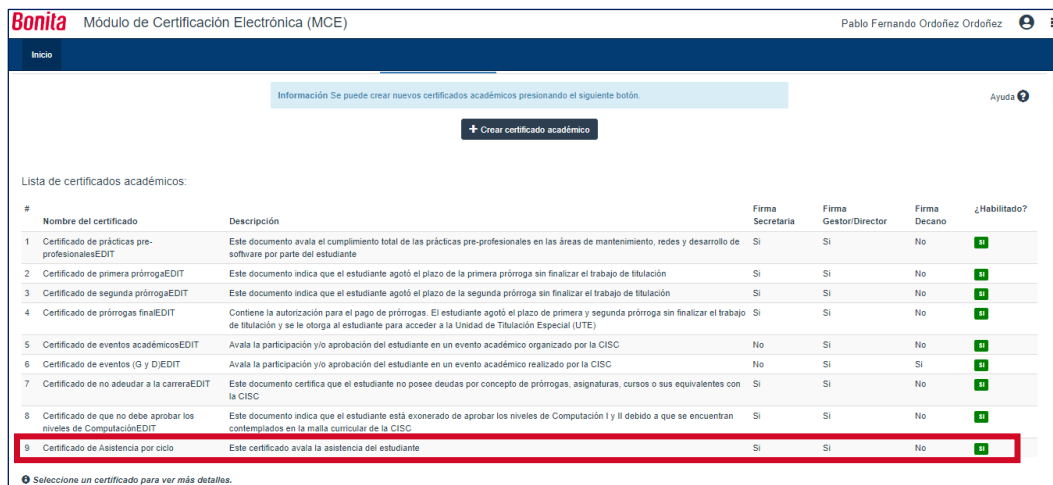 Bonita Módulo de Certificación Electrónica (MCE) Pablo Fernando Ordoñez Ordoñez
Inicio
Información Se puede crear nuevos certificados académicos presionando el siguiente botón.
Ayuda ?
+ Crear certificado académico
Lista de certificados académicos:
# Nombre del certificado Descripción Firma Secretaria Firma Gestor/Director Firma Decano ¿Habilitado?
1 Certificado de prácticas pre-
profesionalesEDIT
Este documento avala el cumplimiento total de las prácticas pre-profesionales en las áreas de mantenimiento, redes y desarrollo de
software por parte del estudiante
Si Si No SI
2 Certificado de primera prórrogaEDIT Este documento indica que el estudiante agotó el plazo de la primera prórroga sin finalizar el trabajo de titulación Si Si No SI
3 Certificado de segunda prórrogaEDIT Este documento indica que el estudiante agotó el plazo de la segunda prórroga sin finalizar el trabajo de titulación Si Si No SI
4 Certificado de prórrogas finalEDIT Contiene la autorización para el pago de prórrogas. El estudiante agotó el plazo de primera y segunda prórroga sin finalizar el trabajo
de titulación y se le otorga al estudiante para acceder a la Unidad de Titulación Especial (UTE)
Si Si No SI
5 Certificado de eventos académicosEDIT Avala la participación y/o aprobación del estudiante en un evento académico organizado por la CISC No Si No SI
6 Certificado de eventos (G y D)EDIT Avala la participación y/o aprobación del estudiante en un evento académico realizado por la CISC No Si Si SI
7 Certificado de no adeudar a la carreraEDIT Este documento certifica que el estudiante no posee deudas por concepto de prórrogas, asignaturas, cursos o sus equivalentes con
la CISC
Si Si No SI
8 Certificado de que no debe aprobar los
niveles de ComputaciónEDIT
Este documento indica que el estudiante está exonerado de aprobar los niveles de Computación I y II debido a que se encuentran
contemplados en la malla curricular de la CISC
Si Si No SI
9 Certificado de Asistencia por ciclo Este certificado avala la asistencia del estudiante Si Si No SI
Seleccione un certificado para ver más detalles.